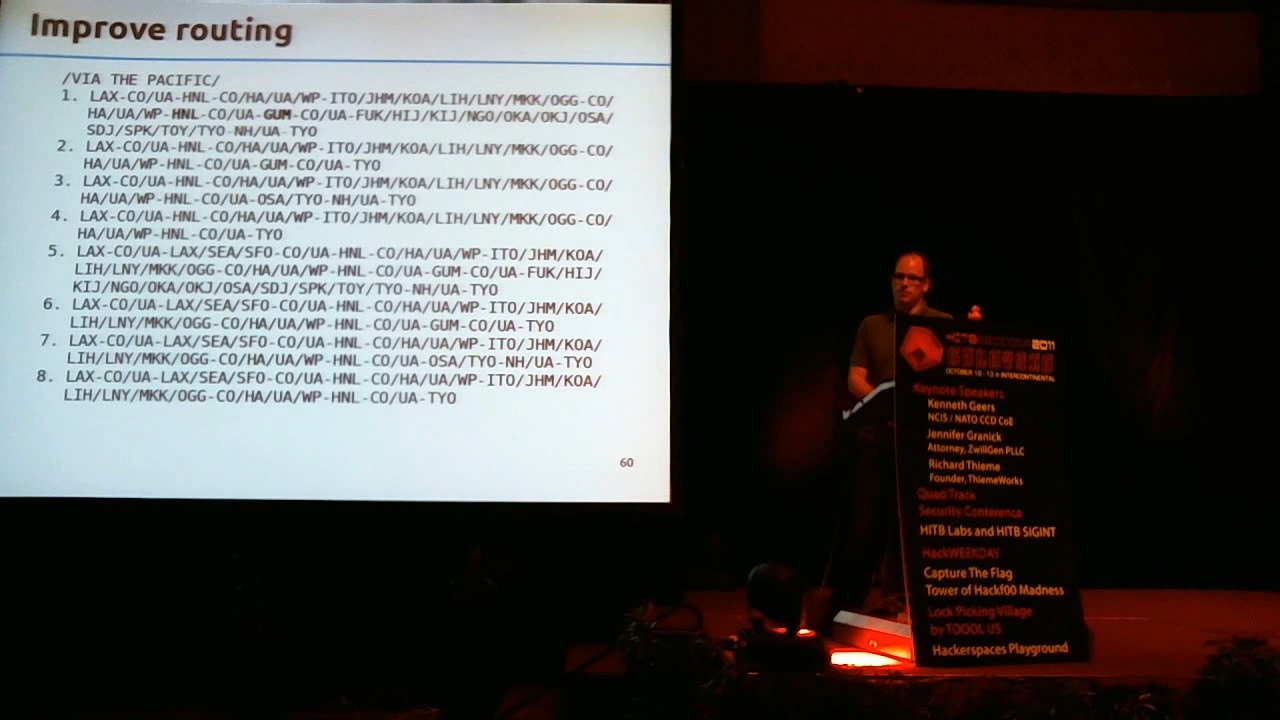 Improve routing
/VIA THE PACIFIC/
1. LAX-CO/UA-HNL-CO/HA/UA/WP-ITO/JHM/KOA/LIH/LNY/MKK/OGG-CO/
HA/UA/WP-HNL-CO/UA-GUM-CO/UA-FUK/HIJ/KIJ/NGO/OKA/OKJ/OSA/
SDJ/SPK/TOY/TYO-NH/UA-TYO
2. LAX-CO/UA-HNL-CO/HA/UA/WP-ITO/JHM/KOA/LIH/LNY/MKK/OGG-CO/
HA/UA/WP-HNL-CO/UA-GUM-CO/UA-TYO
3. LAX-CO/UA-HNL-CO/HA/UA/WP-ITO/JHM/KOA/LIH/LNY/MKK/OGG-CO/
HA/UA/WP-HNL-CO/UA-OSA/TYO-NH/UA-TYO
4. LAX-CO/UA-HNL-CO/HA/UA/WP-ITO/JHM/KOA/LIH/LNY/MKK/OGG-CO/
HA/UA/WP-HNL-CO/UA-TYO
5. LAX-CO/UA-LAX/SEA/SFO-CO/UA-HNL-CO/HA/UA/WP-ITO/JHM/KOA/
LIH/LNY/MKK/OGG-CO/HA/UA/WP-HNL-CO/UA-GUM-CO/UA-FUK/HIJ/
KIJ/NGO/OKA/OKJ/OSA/SDJ/SPK/TOY/TYO-NH/UA-TYO
6. LAX-CO/UA-LAX/SEA/SFO-CO/UA-HNL-CO/HA/UA/WP-ITO/JHM/KOA/
LIH/LNY/MKK/OGG-CO/HA/UA/WP-HNL-CO/UA-GUM-CO/UA-TYO
7. LAX-CO/UA-LAX/SEA/SFO-CO/UA-HNL-CO/HA/UA/WP-ITO/JHM/KOA/
LIH/LNY/MKK/OGG-CO/HA/UA/WP-HNL-CO/UA-OSA/TYO-NH/UA-TYO
8. LAX-CO/UA-LAX/SEA/SFO-CO/UA-HNL-CO/HA/UA/WP-ITO/JHM/KOA/
LIH/LNY/MKK/OGG-CO/HA/UA/WP-HNL-CO/UA-TYO
60
2011
OCTOBER 10 - 13 # INTERCONTINENTAL
Keynote Speakers
Kenneth Geers
NCIS / NATO CCD CoE
Jennifer Granick
Attorney, ZwillGen PLLC
Richard Thieme
Founder, ThiemeWorks
Quad Track
Security Conference
HITB Labs and HITB SIGINT
HackWEEKDAY
Capture The Flag
Tower of Hackf00 Madness
Lock Picking Village
by TOOOL US
Hackerspaces Playground